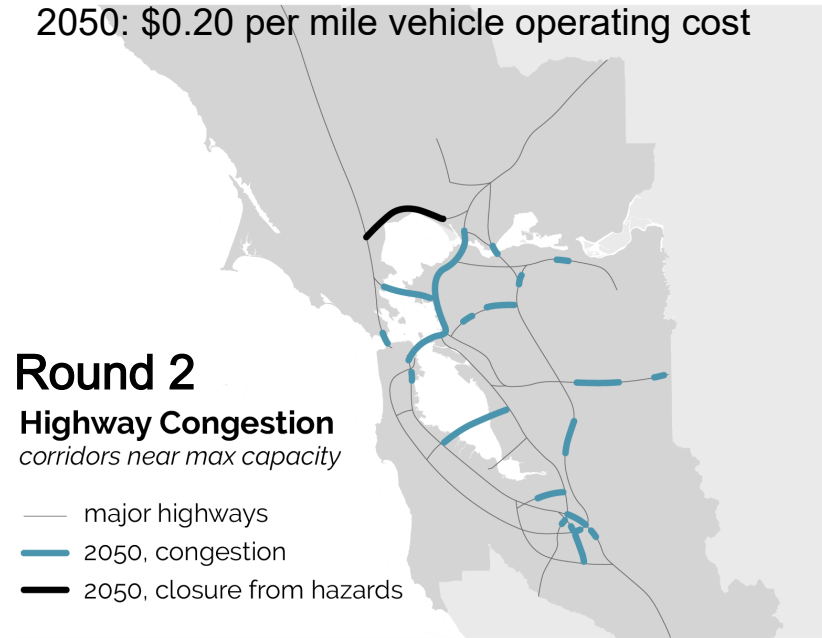 2050: $0.20 per mile vehicle operating cost
Round 2
Highway Congestion
corridors near max capacity
major highways
2050, congestion
2050, closure from hazards